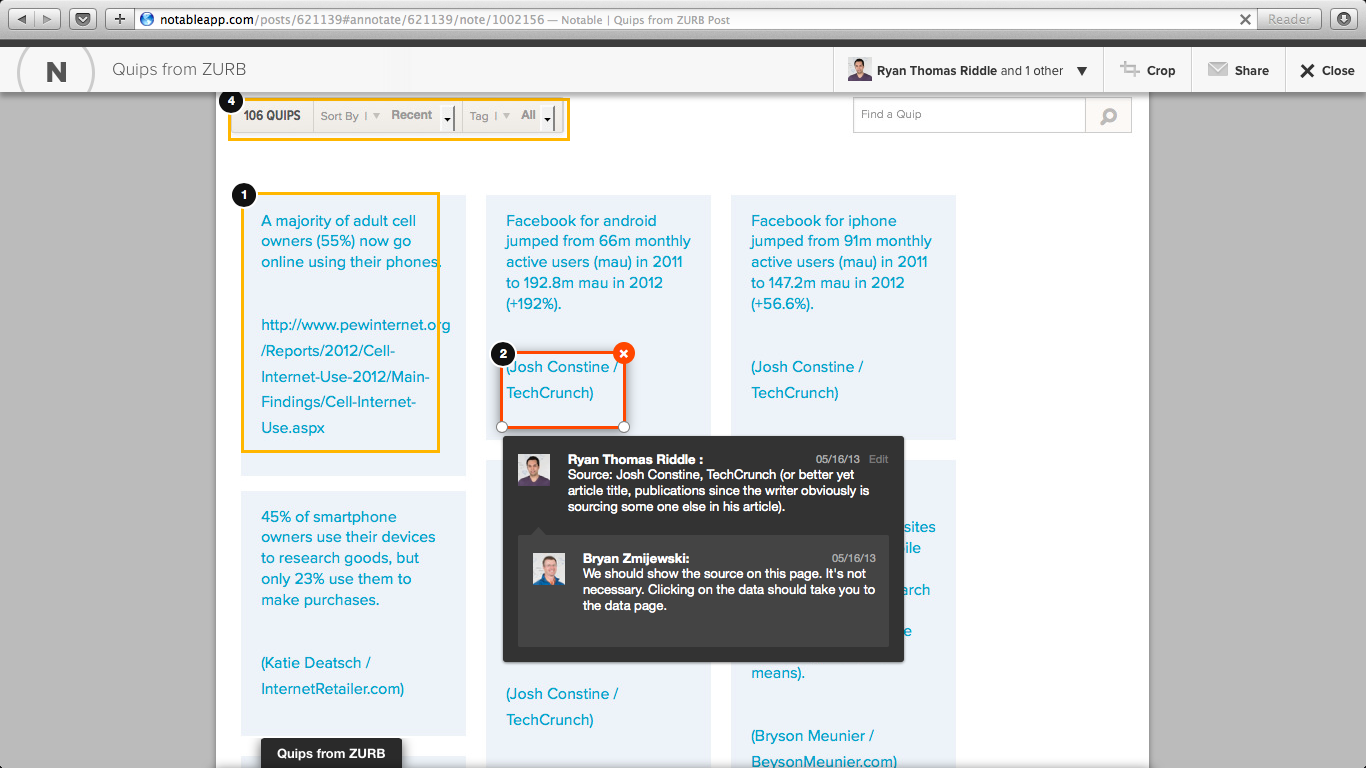 notableapp.com/posts/621139#annotate/621139/note/1002156 — Notable | Quips from ZURB Post
Reader
N
Quips from ZURB
Ryan Thomas Riddle and 1 other ▼
Crop
Share
Close
4
106 QUIPS
Sort By
Recent
Tag
All
Find a Quip
1
A majority of adult cell
owners (55%) now go
online using their phones.
http://www.pewinternet.org
/Reports/2012/Cell-
Internet-Use-2012/Main-
Findings/Cell-Internet-
Use.aspx
Facebook for android
jumped from 66m monthly
active users (mau) in 2011
to 192.8m mau in 2012
(+192%).
2
(Josh Constine /
TechCrunch)
Facebook for iphone
jumped from 91m monthly
active users (mau) in 2011
to 147.2m mau in 2012
(+56.6%).
(Josh Constine /
TechCrunch)
Ryan Thomas Riddle :
05/16/13 Edit
Source: Josh Constine, TechCrunch (or better yet
article title, publications since the writer obviously is
sourcing some one else in his article).
Bryan Zmijewski:
05/16/13
We should show the source on this page. It's not
necessary. Clicking on the data should take you to
the data page.
45% of smartphone
owners use their devices
to research goods, but
only 23% use them to
make purchases.
(Katie Deatsch /
InternetRetailer.com)
(Josh Constine /
TechCrunch)
sites
means).
(Bryson Meunier /
BeysonMeunier.com)
Quips from ZURB